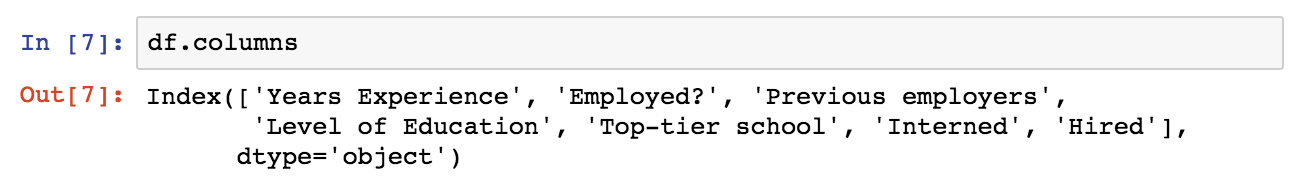 In [7]: df.columns
Out[7]: Index(['Years Experience', 'Employed?', 'Previous employers',
'Level of Education', 'Top-tier school', 'Interned', 'Hired'],
dtype='object')